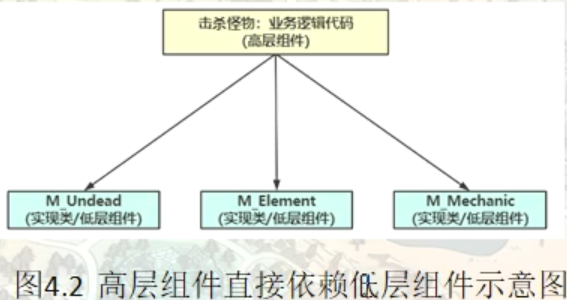 击杀怪物：业务逻辑代码
(高层组件)
M_Undead
(实现类/低层组件)
M_Element
(实现类/低层组件)
M_Mechanic
(实现类/低层组件)
图4.2 高层组件直接依赖低层组件示意图